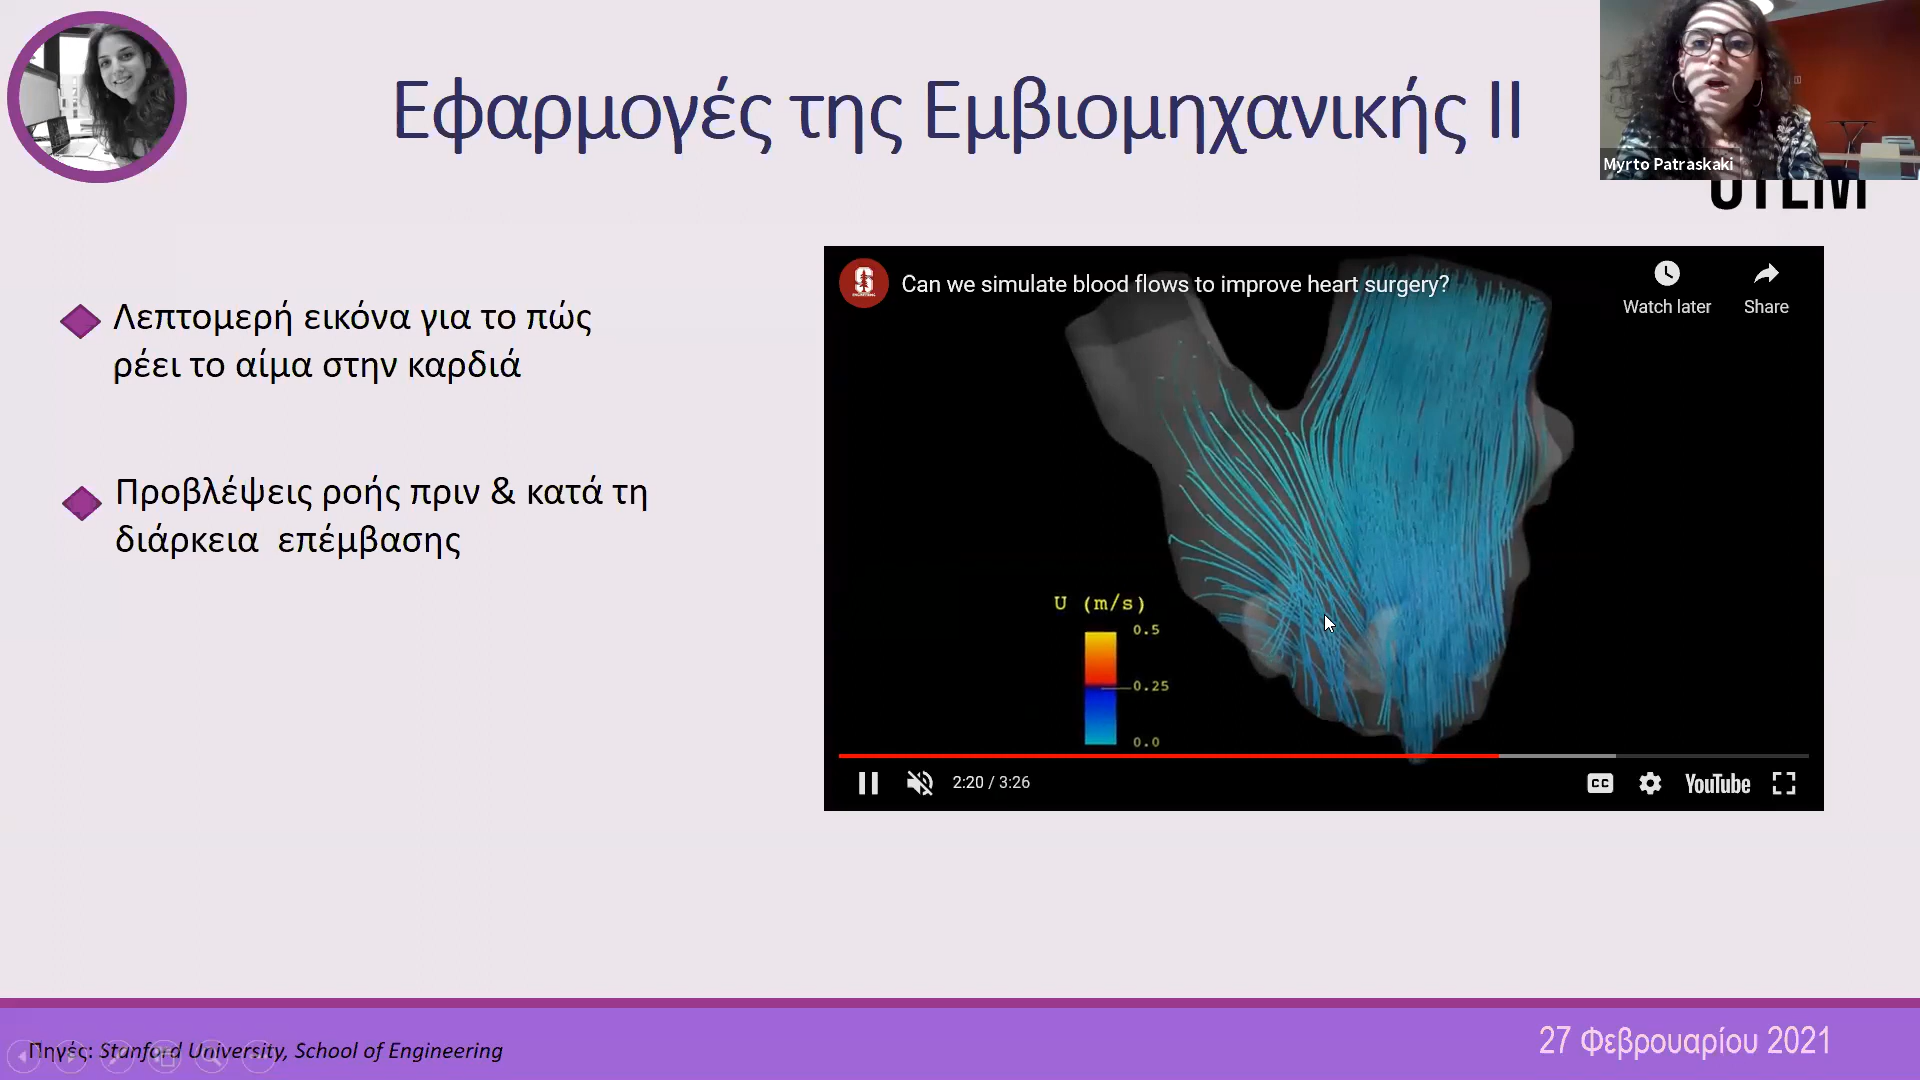 Εφαρμογές της Εμβιομηχανικής ΙΙ
Myrto Patraskaki
STEM
Λεπτομερή εικόνα για το πώς
ρέει το αίμα στην καρδιά
Προβλέψεις ροής πριν & κατά τη
διάρκεια επέμβασης
Can we simulate blood flows to improve heart surgery?
Watch later
Share
U (m/s)
0.5
0.25
0.0
2:20 / 3:26
CC
YouTube
Πηγές: Stanford University, School of Engineering
27 Φεβρουαρίου 2021